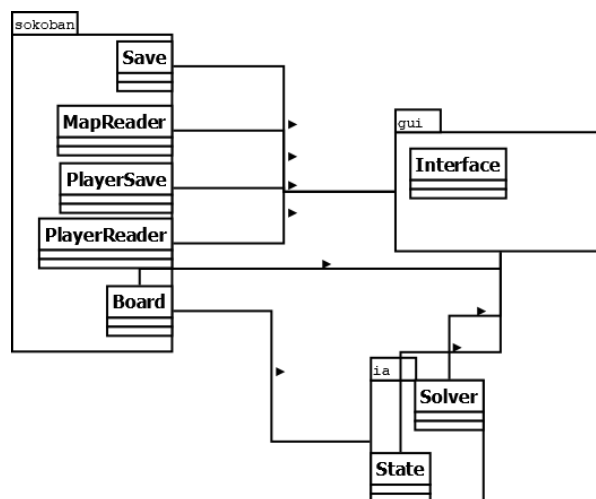 sokoban
Save
MapReader
gui
Interface
PlayerSave
PlayerReader
Board
ia
Solver
State